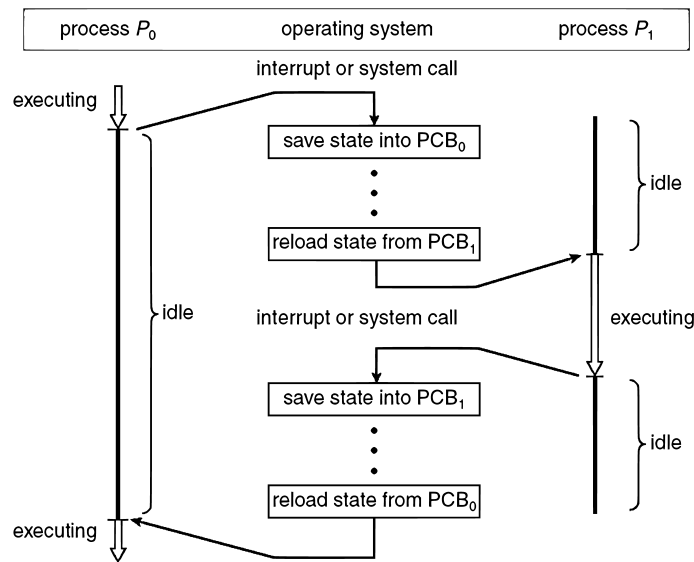 process P₀ operating system process P₁
interrupt or system call
executing
save state into PCB₀
idle
reload state from PCB₁
idle
interrupt or system call
executing
save state into PCB₁
idle
reload state from PCB₀
executing